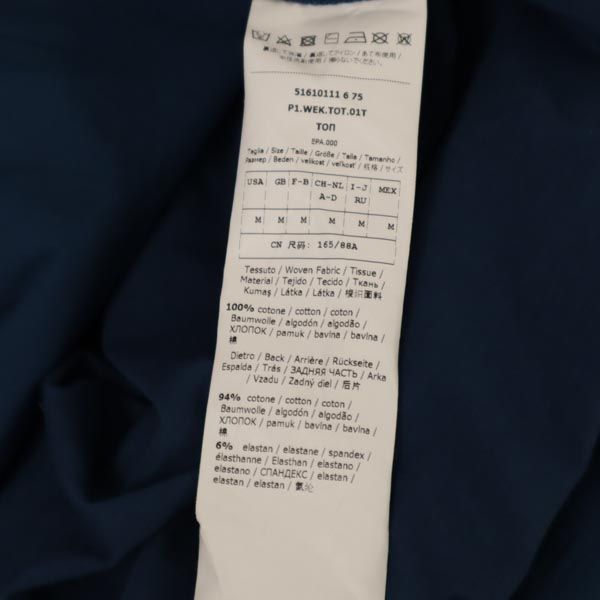 51610111 6 75
P1.WEK.TOT.01T
ТОП
EPA.000
Taglia / Size / Taille / Größe / Talla / Tamanho /
Размер / Beden / velikost / veľkosť / 规格 / サイズ
USA GB F-B CH-NL I-J MEX
A-D RU
M M M M M M
CN 尺码: 165/88A
Tessuto / Woven Fabric / Tissue /
Material / Tejido / Tecido / Ткань /
Kumaş / Látka / Látka / 梭织面料
100% cotone / cotton / coton /
Baumwolle / algodón / algodão /
ХЛОПОК / pamuk / bavlna / bavlna /
棉
Dietro / Back / Arrière / Rückseite /
Espalda / Trás / ЗАДНЯЯ ЧАСТЬ / Arka
/ Vzadu / Zadný diel / 后片
94% cotone / cotton / coton /
Baumwolle / algodón / algodão /
ХЛОПОК / pamuk / bavlna / bavlna /
棉
6% elastan / elastane / spandex /
élasthanne / Elasthan / elastano /
elastano / СПАНДЕКС / elastan /
elastan / elastan / 氨纶